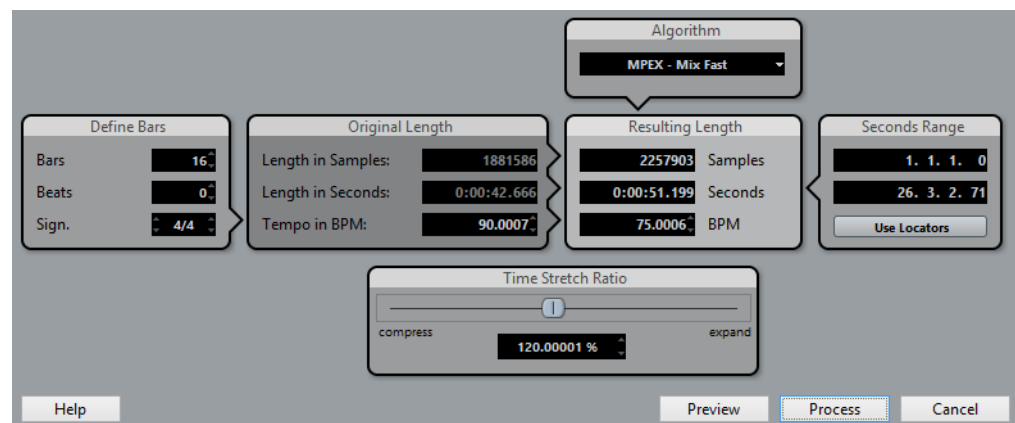 Algorithm
MPEX - Mix Fast
Define Bars
Bars 16
Beats 0
Sign. 4/4
Original Length
Length in Samples: 1881586
Length in Seconds: 0:00:42.666
Tempo in BPM: 90.0007
Resulting Length
2257903 Samples
0:00:51.199 Seconds
75.0006 BPM
Seconds Range
1. 1. 1. 0
26. 3. 2. 71
Use Locators
Time Stretch Ratio
compress expand
120.00001 %
Help Preview Process Cancel